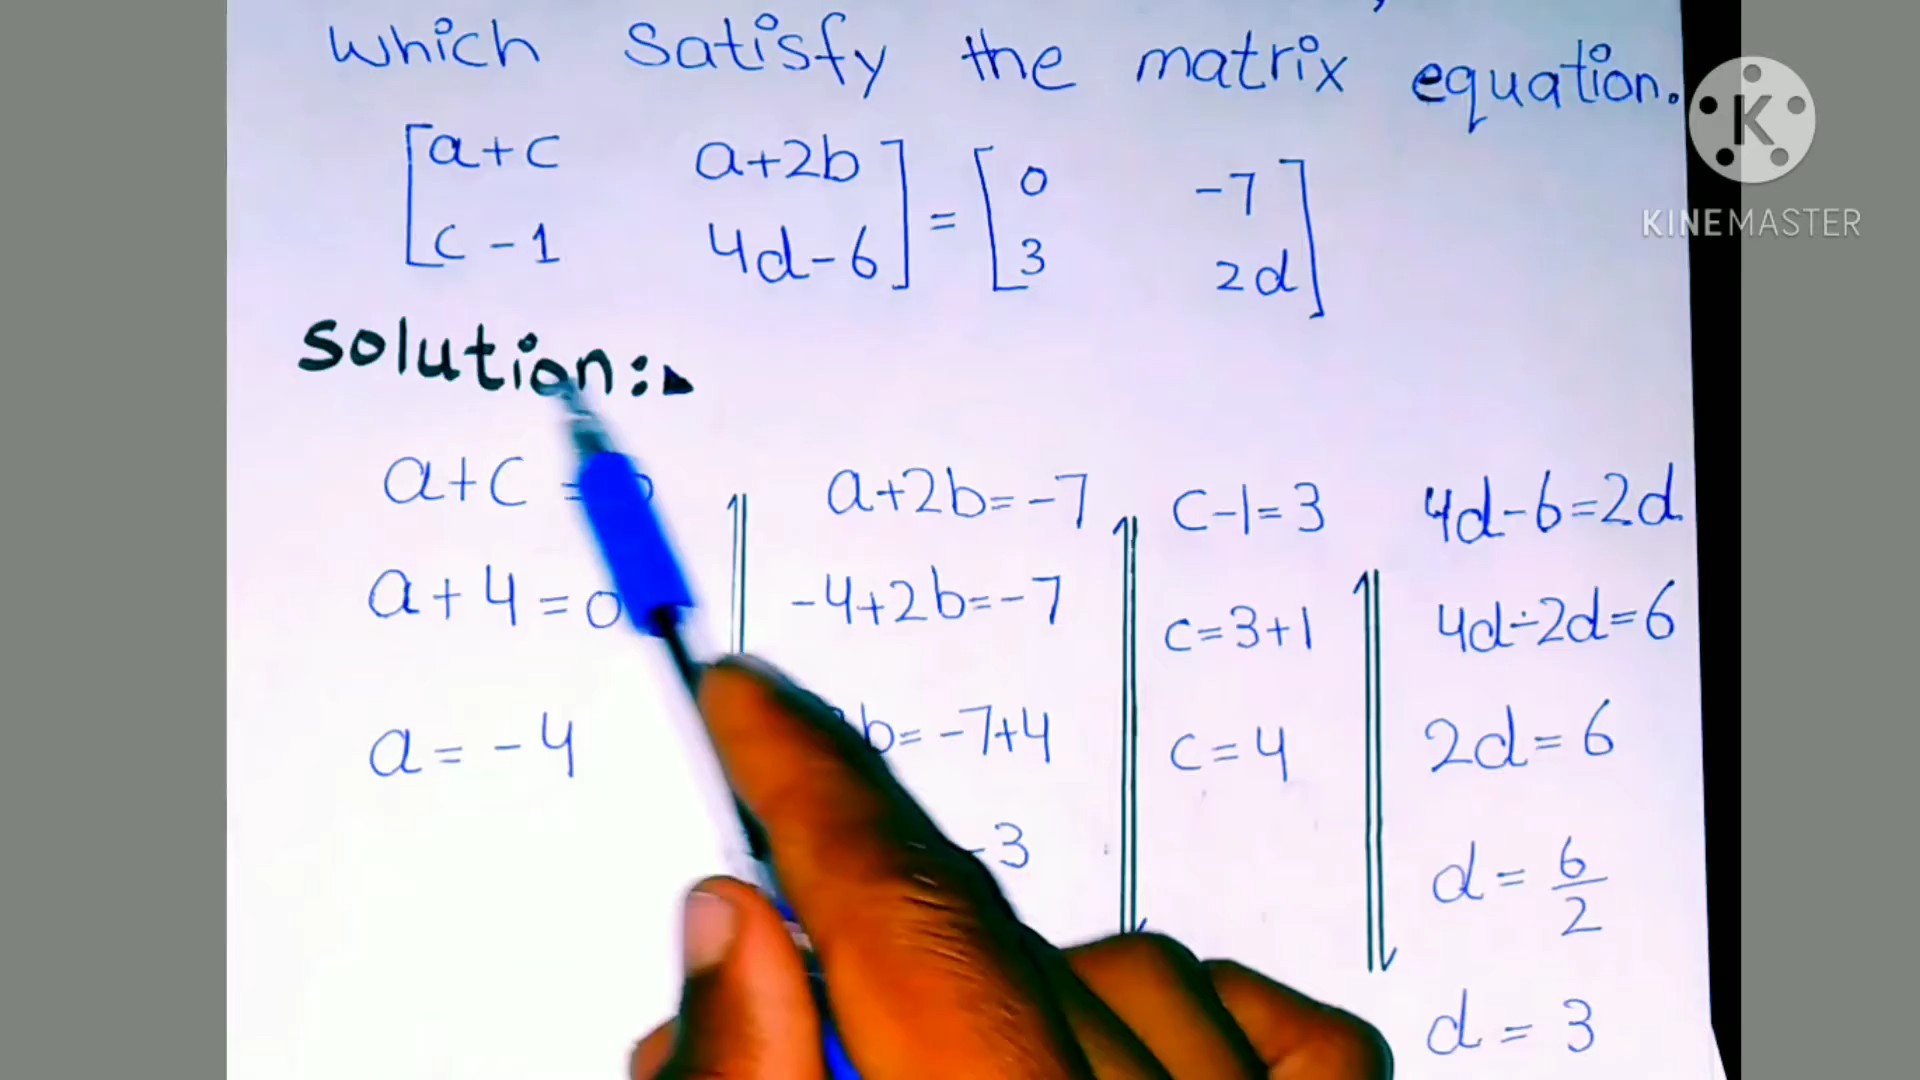 which satisfy the matrix equation.
[a+c a+2b] = [0 -7]
[c-1 4d-6] [3 2d]
Solution:-
a+c = 0 a+2b=-7 c-1=3 4d-6=2d
a+4=0 -4+2b=-7 c=3+1 4d-2d=6
a=-4 b=-7+4 c=4 2d=6
-3 d=6/2
d=3
K
KINEMASTER